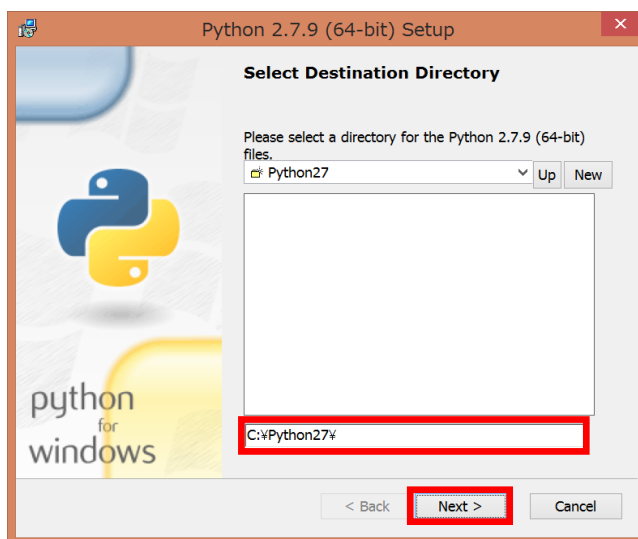 Python 2.7.9 (64-bit) Setup
Select Destination Directory
Please select a directory for the Python 2.7.9 (64-bit)
files.
Python27
Up New
python
for
windows
C:¥Python27¥
< Back Next > Cancel